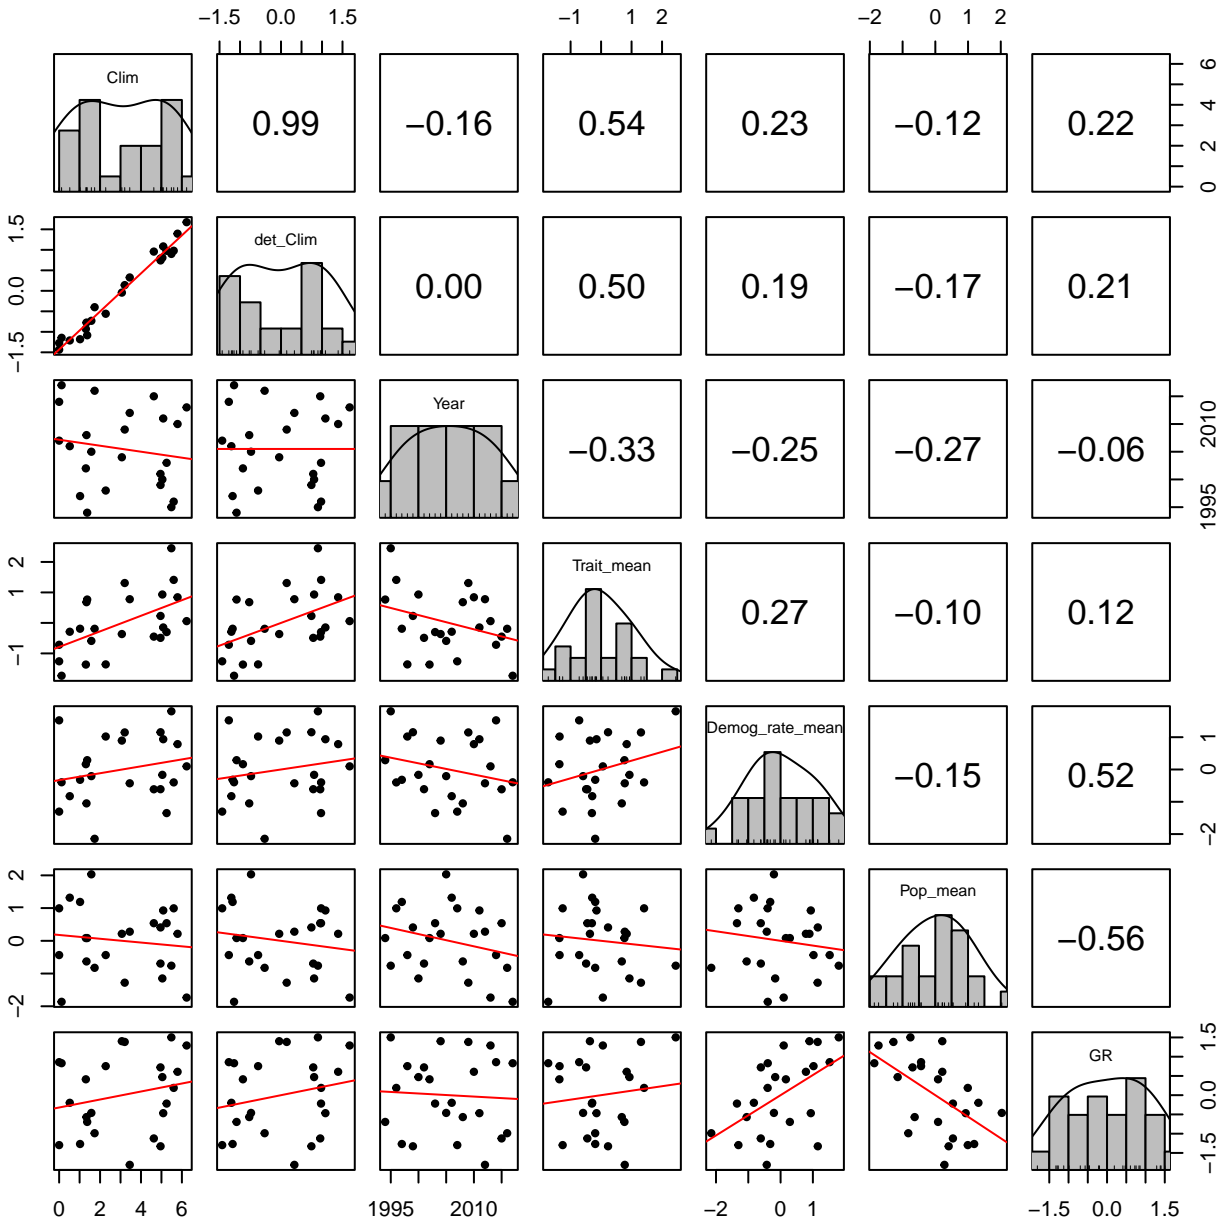 −1.5 0.0 1.5 −1 1 2 −2 0 1 2
Clim 0.99 −0.16 0.54 0.23 −0.12 0.22 0 2 4 6
−1.5 0.0 1.5 det_Clim 0.00 0.50 0.19 −0.17 0.21
Year −0.33 −0.25 −0.27 −0.06 1995 2010
−1 1 2 Trait_mean 0.27 −0.10 0.12
Demog_rate_mean −0.15 0.52 −2 0 1
−2 0 1 2 Pop_mean −0.56
GR −1.5 0.0 1.5
0 2 4 6 1995 2010 −2 0 1 −1.5 0.0 1.5